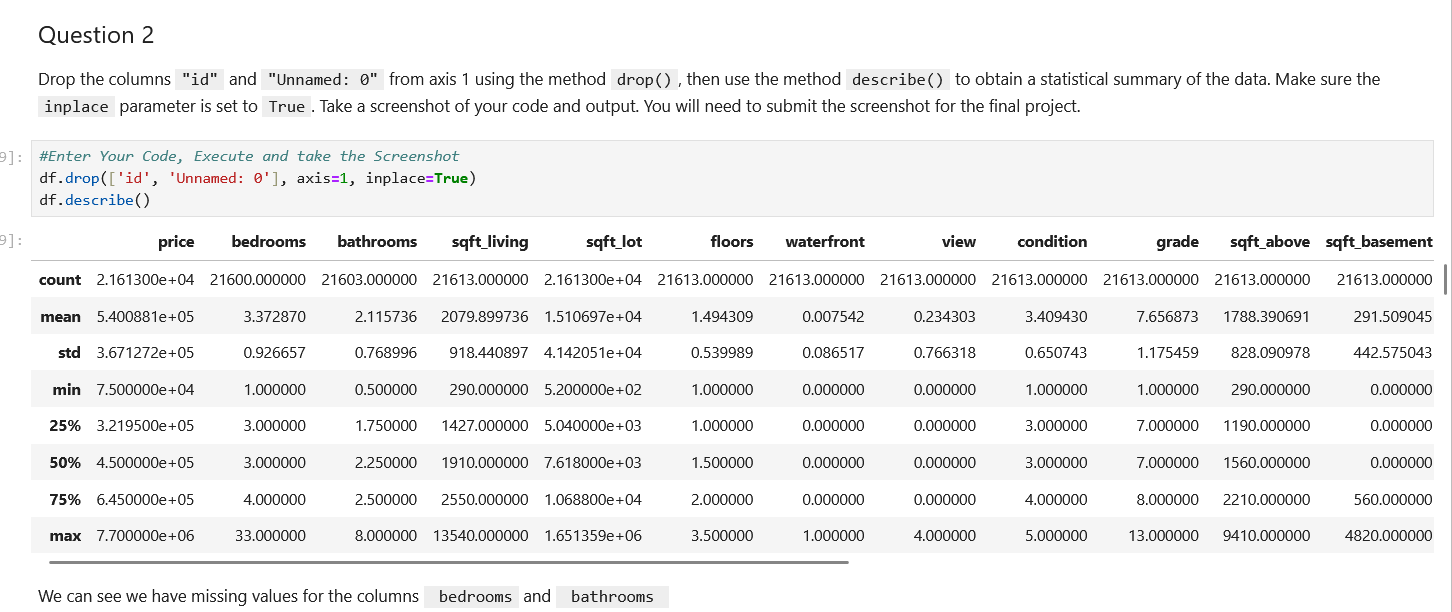 Question 2
Drop the columns "id" and "Unnamed: 0" from axis 1 using the method drop(), then use the method describe() to obtain a statistical summary of the data. Make sure the
inplace parameter is set to True. Take a screenshot of your code and output. You will need to submit the screenshot for the final project.
9]: #Enter Your Code, Execute and take the Screenshot
df.drop(['id', 'Unnamed: 0'], axis=1, inplace=True)
df.describe()
9]: price bedrooms bathrooms sqft_living sqft_lot floors waterfront view condition grade sqft_above sqft_basement
count 2.161300e+04 21600.000000 21603.000000 21613.000000 2.161300e+04 21613.000000 21613.000000 21613.000000 21613.000000 21613.000000 21613.000000 21613.000000
mean 5.400881e+05 3.372870 2.115736 2079.899736 1.510697e+04 1.494309 0.007542 0.234303 3.409430 7.656873 1788.390691 291.509045
std 3.671272e+05 0.926657 0.768996 918.440897 4.142051e+04 0.539989 0.086517 0.766318 0.650743 1.175459 828.090978 442.575043
min 7.500000e+04 1.000000 0.500000 290.000000 5.200000e+02 1.000000 0.000000 0.000000 1.000000 1.000000 290.000000 0.000000
25% 3.219500e+05 3.000000 1.750000 1427.000000 5.040000e+03 1.000000 0.000000 0.000000 3.000000 7.000000 1190.000000 0.000000
50% 4.500000e+05 3.000000 2.250000 1910.000000 7.618000e+03 1.500000 0.000000 0.000000 3.000000 7.000000 1560.000000 0.000000
75% 6.450000e+05 4.000000 2.500000 2550.000000 1.068800e+04 2.000000 0.000000 0.000000 4.000000 8.000000 2210.000000 560.000000
max 7.700000e+06 33.000000 8.000000 13540.000000 1.651359e+06 3.500000 1.000000 4.000000 5.000000 13.000000 9410.000000 4820.000000
We can see we have missing values for the columns bedrooms and bathrooms